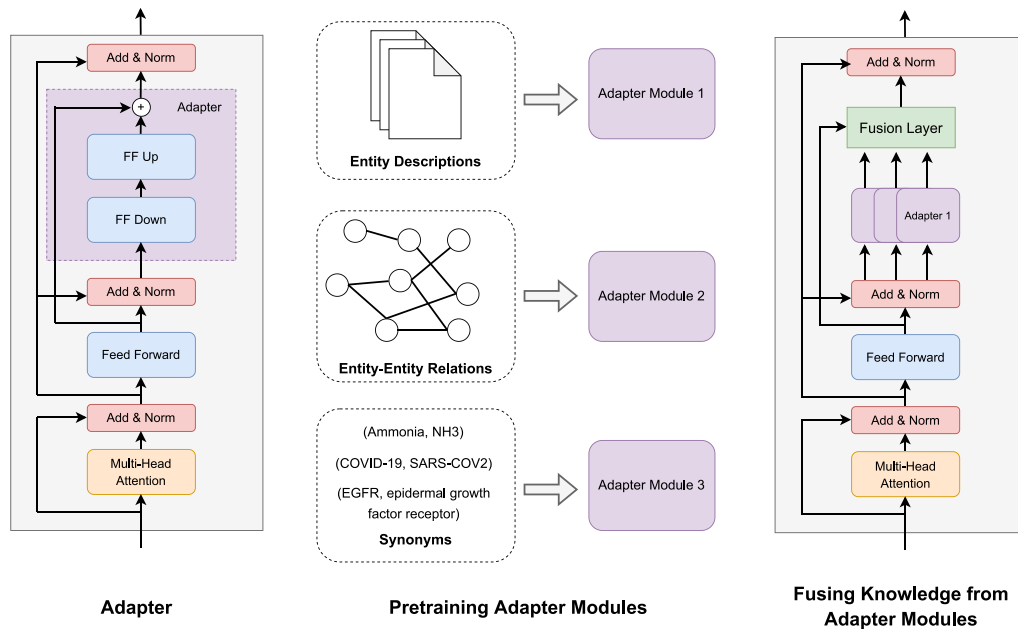 Add & Norm
+
Adapter
FF Up
FF Down
Add & Norm
Feed Forward
Add & Norm
Multi-Head
Attention
Adapter
Entity Descriptions
Adapter Module 1
Entity-Entity Relations
Adapter Module 2
(Ammonia, NH3)
(COVID-19, SARS-COV2)
(EGFR, epidermal growth
factor receptor)
Synonyms
Adapter Module 3
Pretraining Adapter Modules
Add & Norm
Fusion Layer
Adapter 1
Add & Norm
Feed Forward
Add & Norm
Multi-Head
Attention
Fusing Knowledge from
Adapter Modules